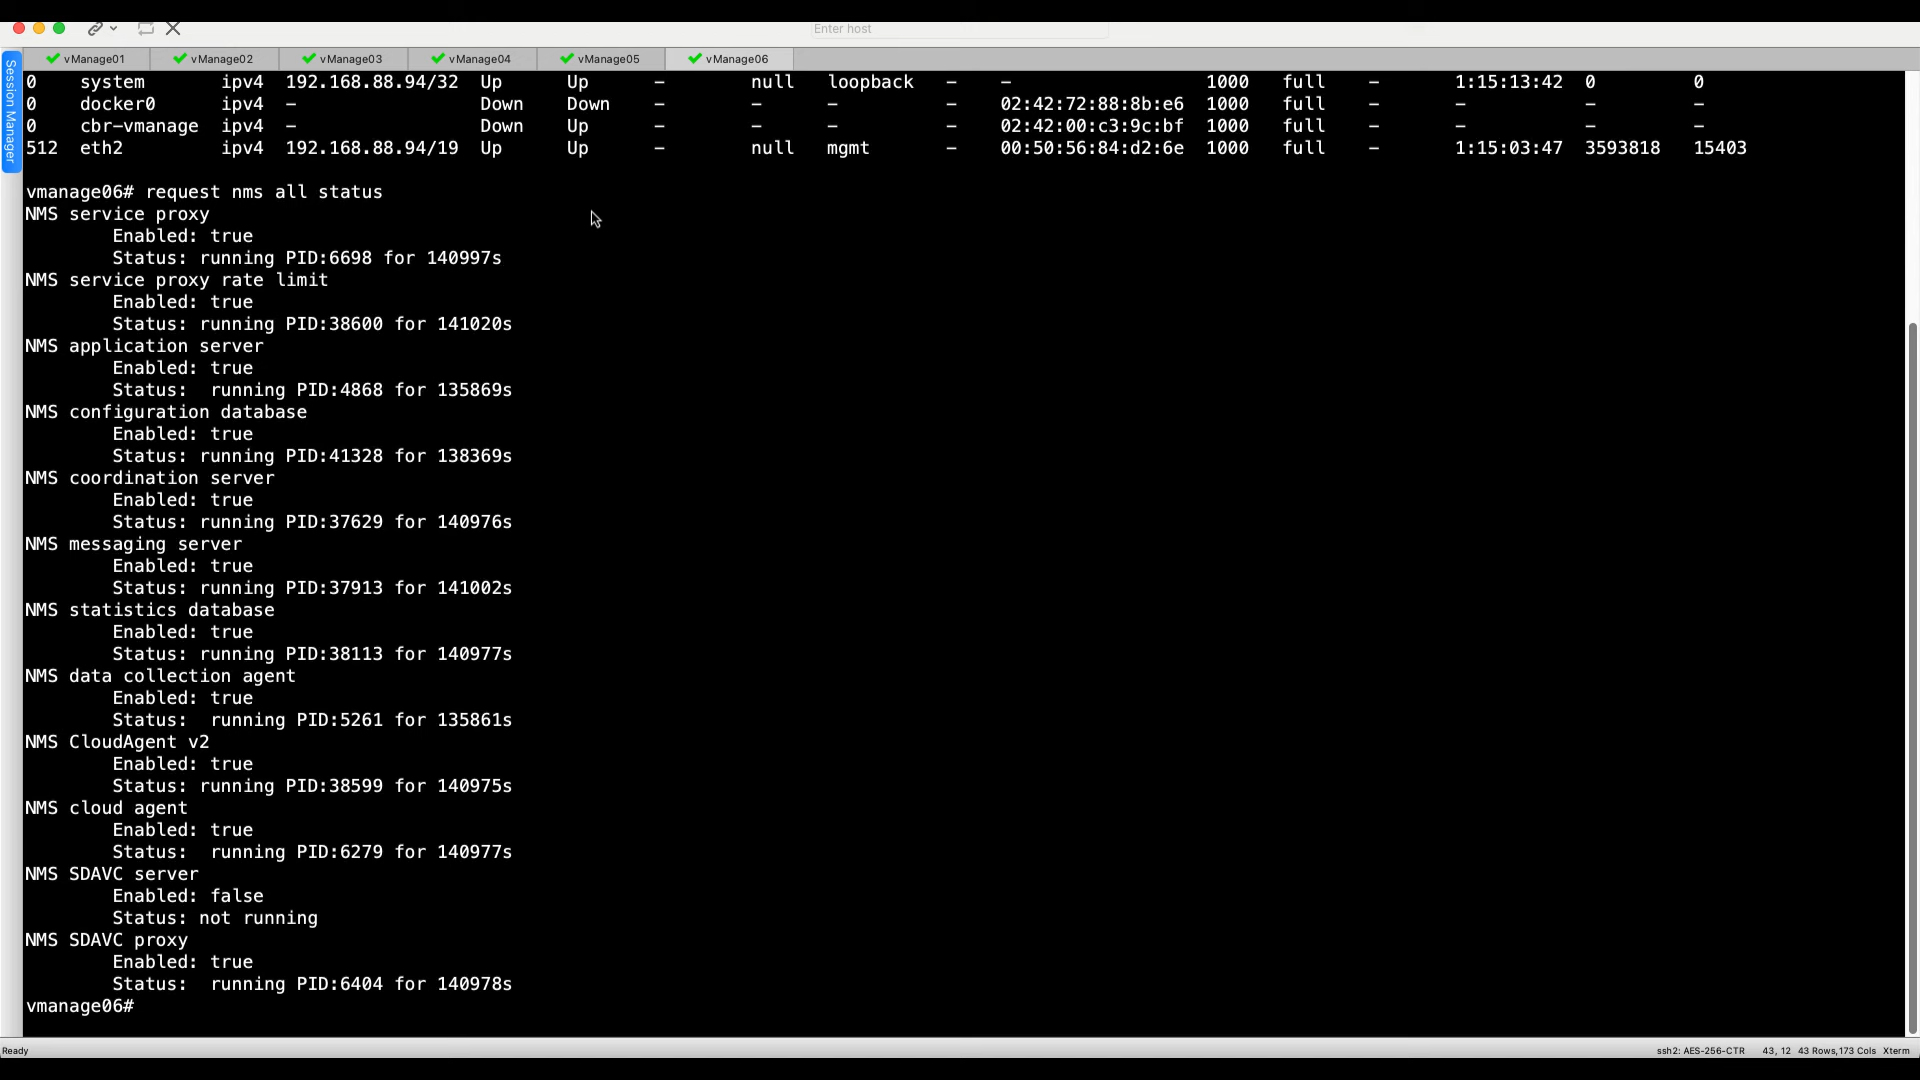 Enter host
Session Manager
vManage01 vManage02 vManage03 vManage04 vManage05 vManage06
0 system ipv4 192.168.88.94/32 Up Up – null loopback – – 1000 full – 1:15:13:42 0 0
0 docker0 ipv4 – Down Down – – – – 02:42:72:88:8b:e6 1000 full – – – –
0 cbr-vmanage ipv4 – Down Up – – – – 02:42:00:c3:9c:bf 1000 full – – – –
512 eth2 ipv4 192.168.88.94/19 Up Up – null mgmt – 00:50:56:84:d2:6e 1000 full – 1:15:03:47 3593818 15403
vmanage06# request nms all status
NMS service proxy
Enabled: true
Status: running PID:6698 for 140997s
NMS service proxy rate limit
Enabled: true
Status: running PID:38600 for 141020s
NMS application server
Enabled: true
Status: running PID:4868 for 135869s
NMS configuration database
Enabled: true
Status: running PID:41328 for 138369s
NMS coordination server
Enabled: true
Status: running PID:37629 for 140976s
NMS messaging server
Enabled: true
Status: running PID:37913 for 141002s
NMS statistics database
Enabled: true
Status: running PID:38113 for 140977s
NMS data collection agent
Enabled: true
Status: running PID:5261 for 135861s
NMS CloudAgent v2
Enabled: true
Status: running PID:38599 for 140975s
NMS cloud agent
Enabled: true
Status: running PID:6279 for 140977s
NMS SDAVC server
Enabled: false
Status: not running
NMS SDAVC proxy
Enabled: true
Status: running PID:6404 for 140978s
vmanage06#
Ready ssh2: AES-256-CTR 43, 12 43 Rows,173 Cols Xterm